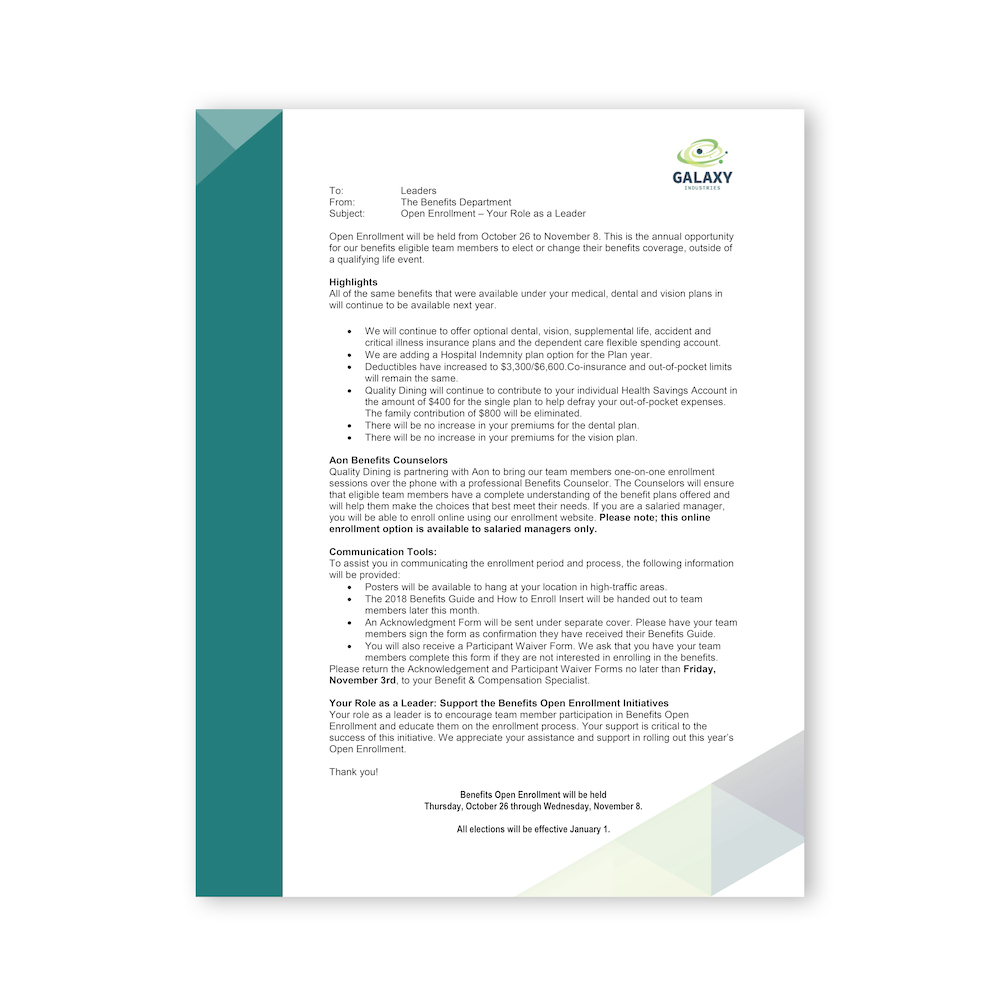 GALAXY
INDUSTRIES
To: Leaders
From: The Benefits Department
Subject: Open Enrollment – Your Role as a Leader
Open Enrollment will be held from October 26 to November 8. This is the annual opportunity
for our benefits eligible team members to elect or change their benefits coverage, outside of
a qualifying life event.
Highlights
All of the same benefits that were available under your medical, dental and vision plans in
will continue to be available next year.
• We will continue to offer optional dental, vision, supplemental life, accident and
critical illness insurance plans and the dependent care flexible spending account.
• We are adding a Hospital Indemnity plan option for the Plan year.
• Deductibles have increased to $3,300/$6,600.Co-insurance and out-of-pocket limits
will remain the same.
• Quality Dining will continue to contribute to your individual Health Savings Account in
the amount of $400 for the single plan to help defray your out-of-pocket expenses.
The family contribution of $800 will be eliminated.
• There will be no increase in your premiums for the dental plan.
• There will be no increase in your premiums for the vision plan.
Aon Benefits Counselors
Quality Dining is partnering with Aon to bring our team members one-on-one enrollment
sessions over the phone with a professional Benefits Counselor. The Counselors will ensure
that eligible team members have a complete understanding of the benefit plans offered and
will help them make the choices that best meet their needs. If you are a salaried manager,
you will be able to enroll online using our enrollment website. Please note; this online
enrollment option is available to salaried managers only.
Communication Tools:
To assist you in communicating the enrollment period and process, the following information
will be provided:
• Posters will be available to hang at your location in high-traffic areas.
• The 2018 Benefits Guide and How to Enroll Insert will be handed out to team
members later this month.
• An Acknowledgment Form will be sent under separate cover. Please have your team
members sign the form as confirmation they have received their Benefits Guide.
• You will also receive a Participant Waiver Form. We ask that you have your team
members complete this form if they are not interested in enrolling in the benefits.
Please return the Acknowledgement and Participant Waiver Forms no later than Friday,
November 3rd, to your Benefit & Compensation Specialist.
Your Role as a Leader: Support the Benefits Open Enrollment Initiatives
Your role as a leader is to encourage team member participation in Benefits Open
Enrollment and educate them on the enrollment process. Your support is critical to the
success of this initiative. We appreciate your assistance and support in rolling out this year's
Open Enrollment.
Thank you!
Benefits Open Enrollment will be held
Thursday, October 26 through Wednesday, November 8.
All elections will be effective January 1.